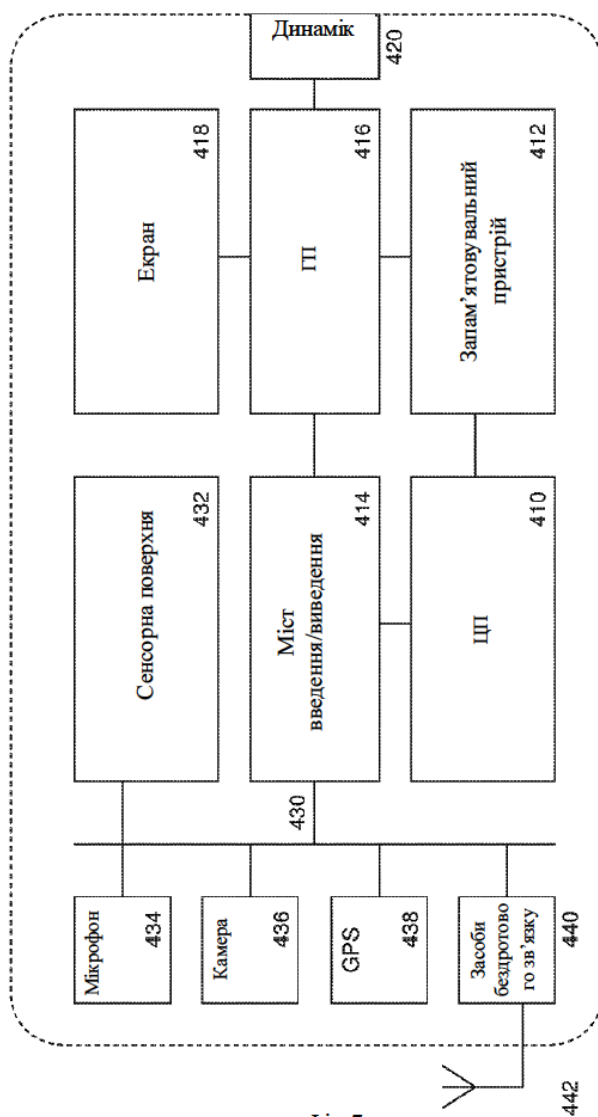 442
Засоби
бездротово
го зв’язку
440
GPS
438
Камера
436
Мікрофон
434
430
ЦП
410
Міст
введення/виведення
414
Сенсорна поверхня
432
Запам’ятовувальний
пристрій
412
ГП
416
Екран
418
Динамік
420